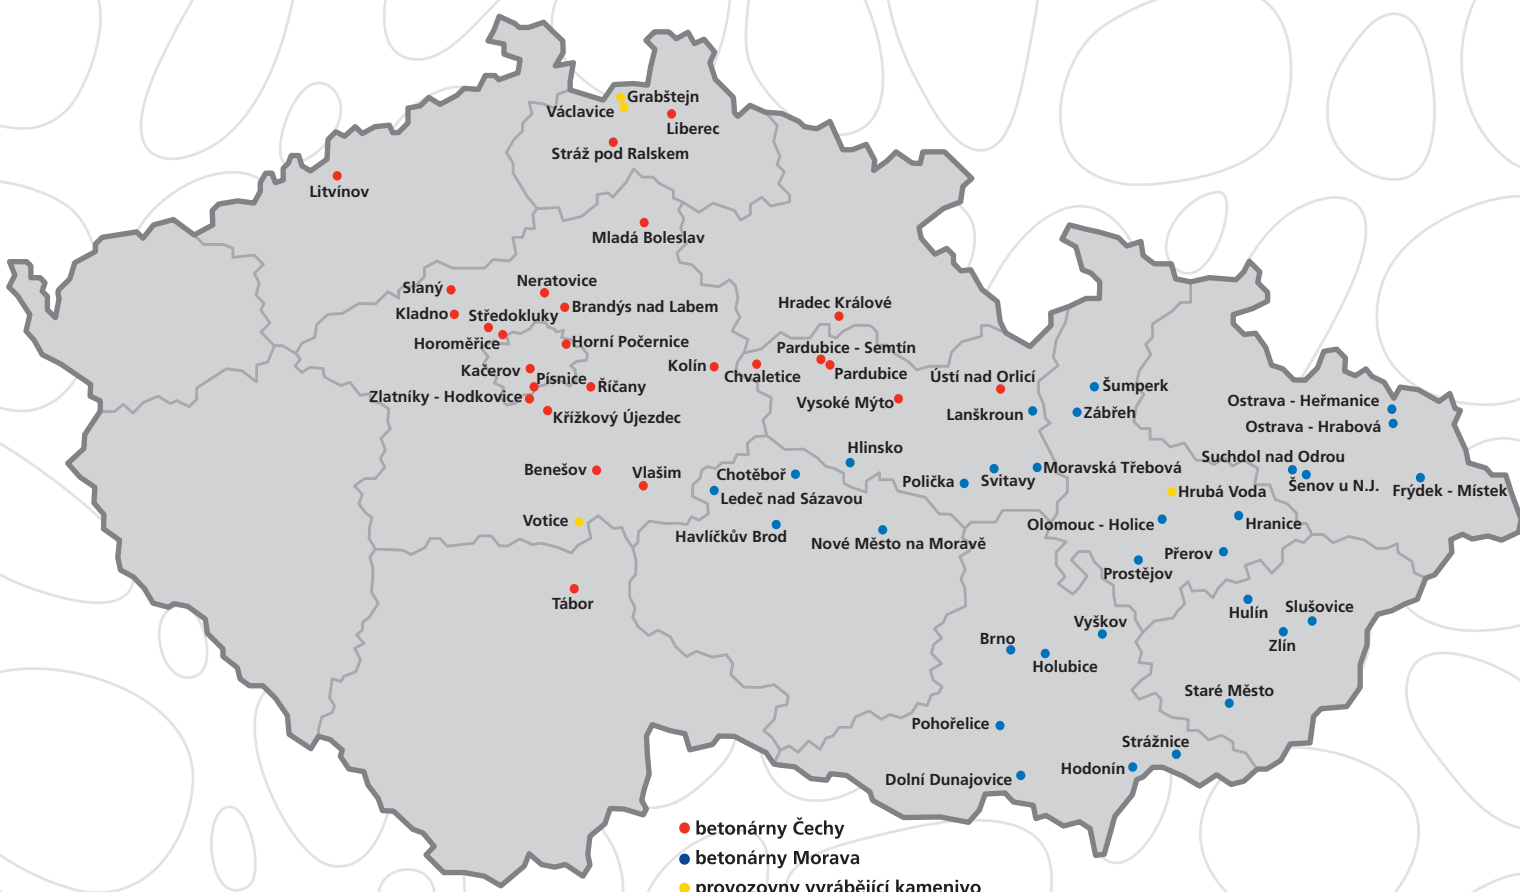 Grabštejn
Václavice
Liberec
Stráž pod Ralskem
Litvínov
Mladá Boleslav
Neratovice
Slaný
Brandýs nad Labem
Kladno
Středokluky
Hradec Králové
Horoměřice
Horní Počernice
Pardubice - Semtín
Kolín
Chvaletice
Pardubice
Kačerov
Písnice
Říčany
Ústí nad Orlicí
Šumperk
Zlatníky - Hodkovice
Vysoké Mýto
Lanškroun
Zábřeh
Ostrava - Heřmanice
Křížkový Újezdec
Ostrava - Hrabová
Hlinsko
Suchdol nad Odrou
Benešov
Vlašim
Chotěboř
Polička
Svitavy
Moravská Třebová
Šenov u N.J.
Frýdek - Místek
Ledeč nad Sázavou
Hrubá Voda
Votice
Olomouc - Holice
Hranice
Havlíčkův Brod
Nové Město na Moravě
Přerov
Prostějov
Tábor
Hulín
Slušovice
Vyškov
Brno
Zlín
Holubice
Staré Město
Pohořelice
Strážnice
Hodonín
Dolní Dunajovice
betonárny Čechy
betonárny Morava
provozovny vyrábějící kamenivo